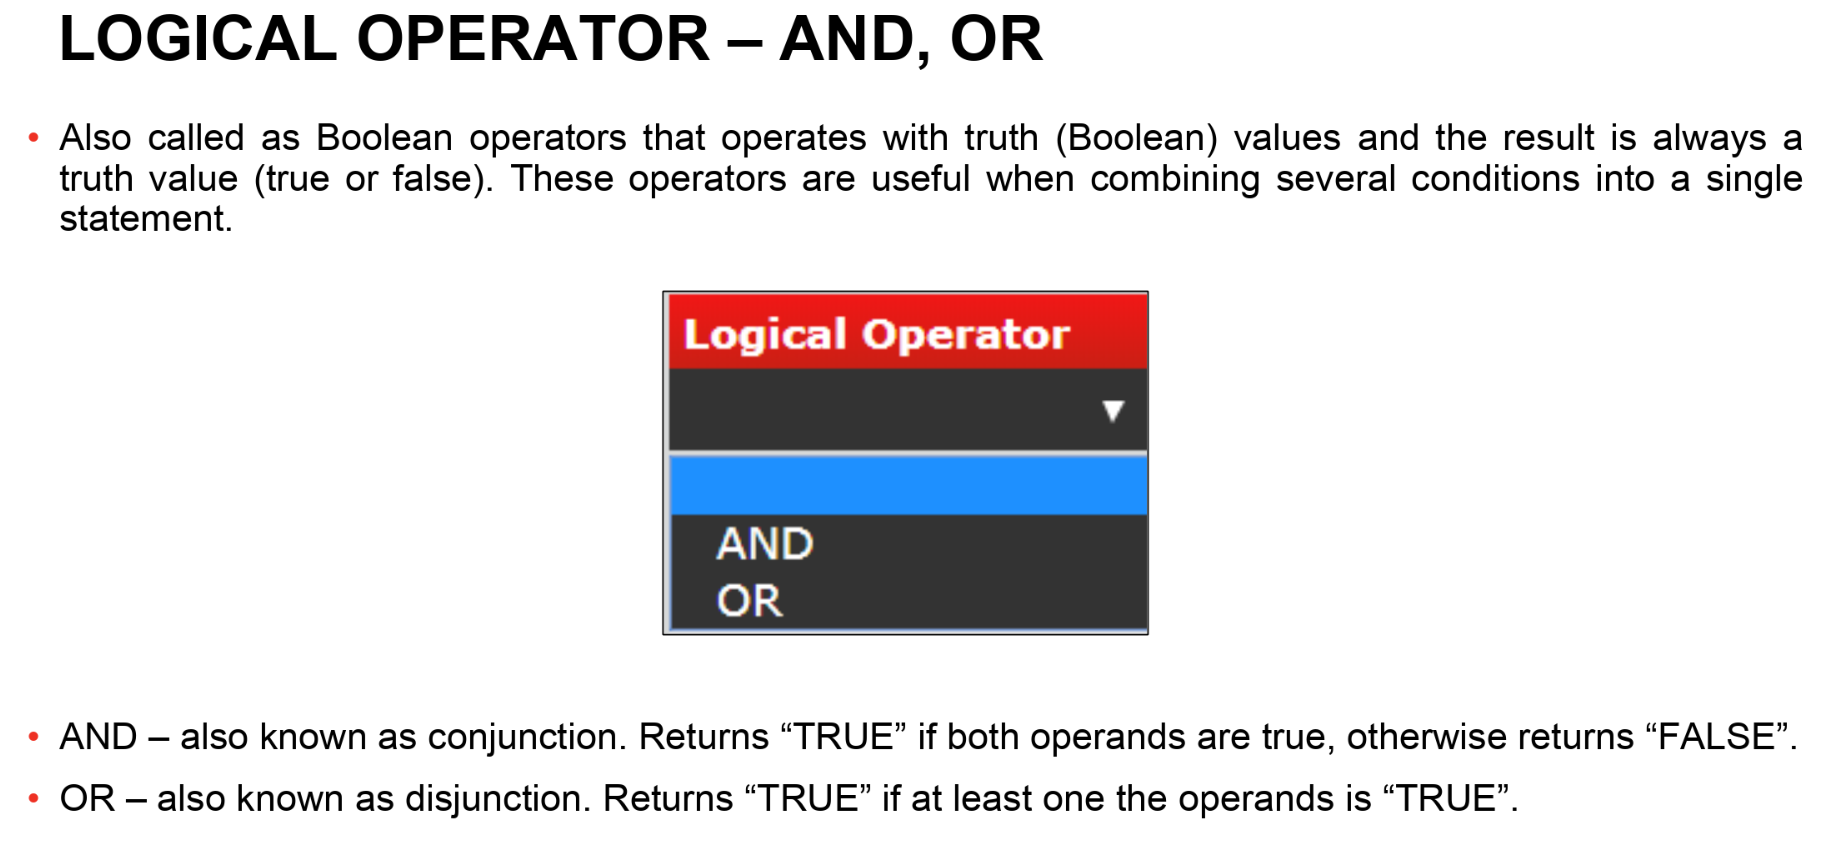 LOGICAL OPERATOR – AND, OR
• Also called as Boolean operators that operates with truth (Boolean) values and the result is always a
truth value (true or false). These operators are useful when combining several conditions into a single
statement.
Logical Operator
▼
AND
OR
• AND – also known as conjunction. Returns “TRUE” if both operands are true, otherwise returns “FALSE”.
• OR – also known as disjunction. Returns “TRUE” if at least one the operands is “TRUE”.